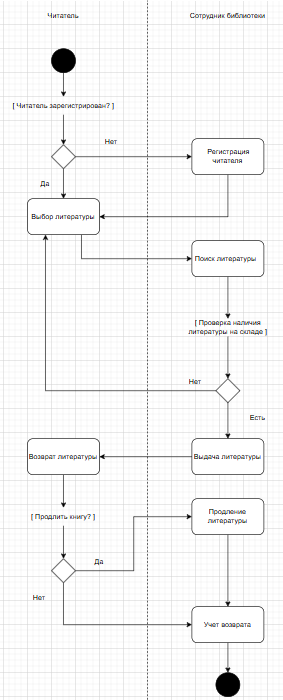 Читатель
Сотрудник библиотеки
[ Читатель зарегистрирован? ]
Нет
Регистрация
читателя
Да
Выбор литературы
Поиск литературы
[ Проверка наличия
литературы на складе ]
Нет
Есть
Возврат литературы
Выдача литературы
[ Продлить книгу? ]
Продление
литературы
Да
Нет
Учет возврата